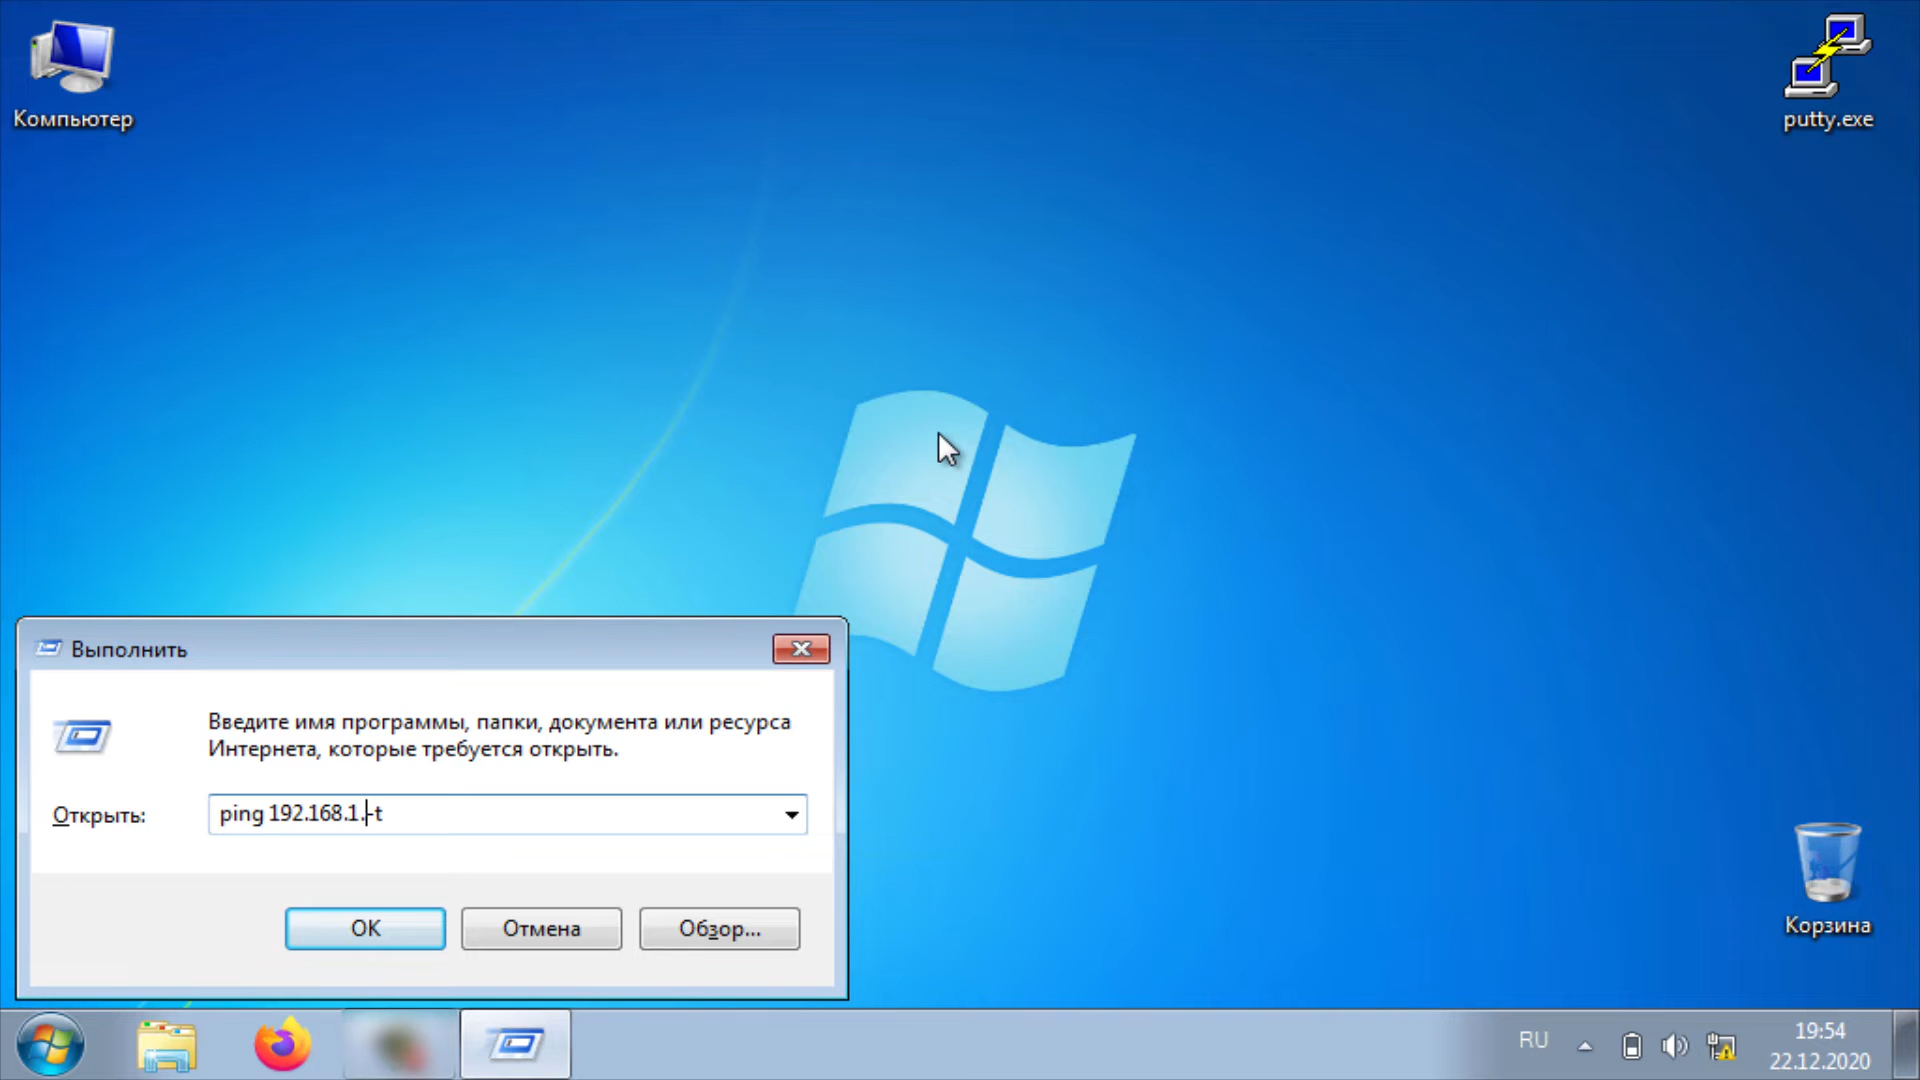 Компьютер
putty.exe
Выполнить
Введите имя программы, папки, документа или ресурса
Интернета, которые требуется открыть.
Открыть:
ping 192.168.1.-t
OK
Отмена
Обзор...
Корзина
RU
19:54
22.12.2020